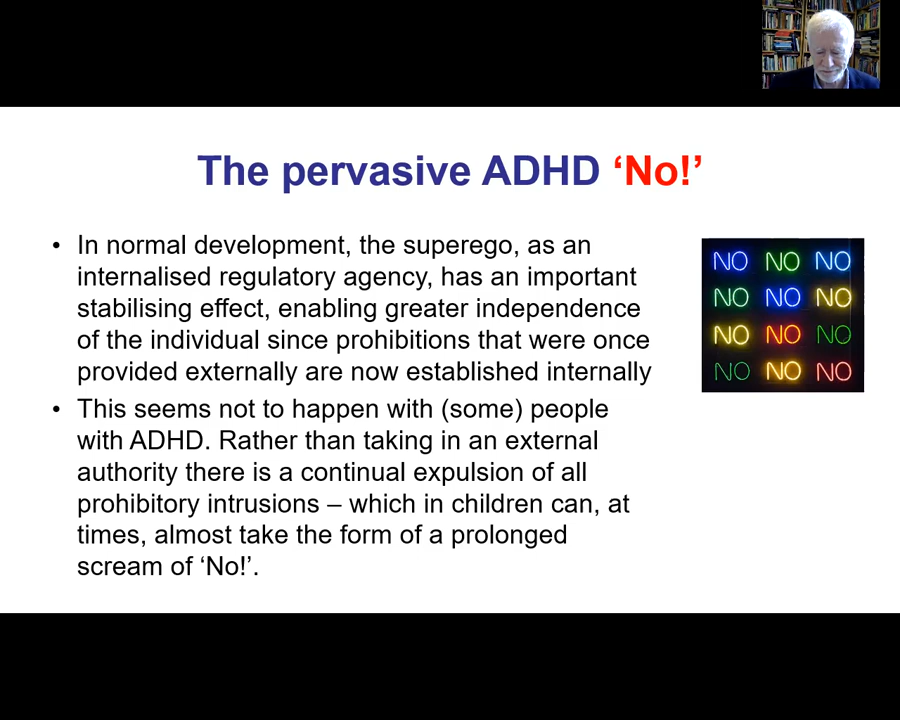 The pervasive ADHD ‘No!’
• In normal development, the superego, as an
internalised regulatory agency, has an important
stabilising effect, enabling greater independence
of the individual since prohibitions that were once
provided externally are now established internally
• This seems not to happen with (some) people
with ADHD. Rather than taking in an external
authority there is a continual expulsion of all
prohibitory intrusions – which in children can, at
times, almost take the form of a prolonged
scream of ‘No!’.
NO NO NO
NO NO NO
NO NO NO
NO NO NO